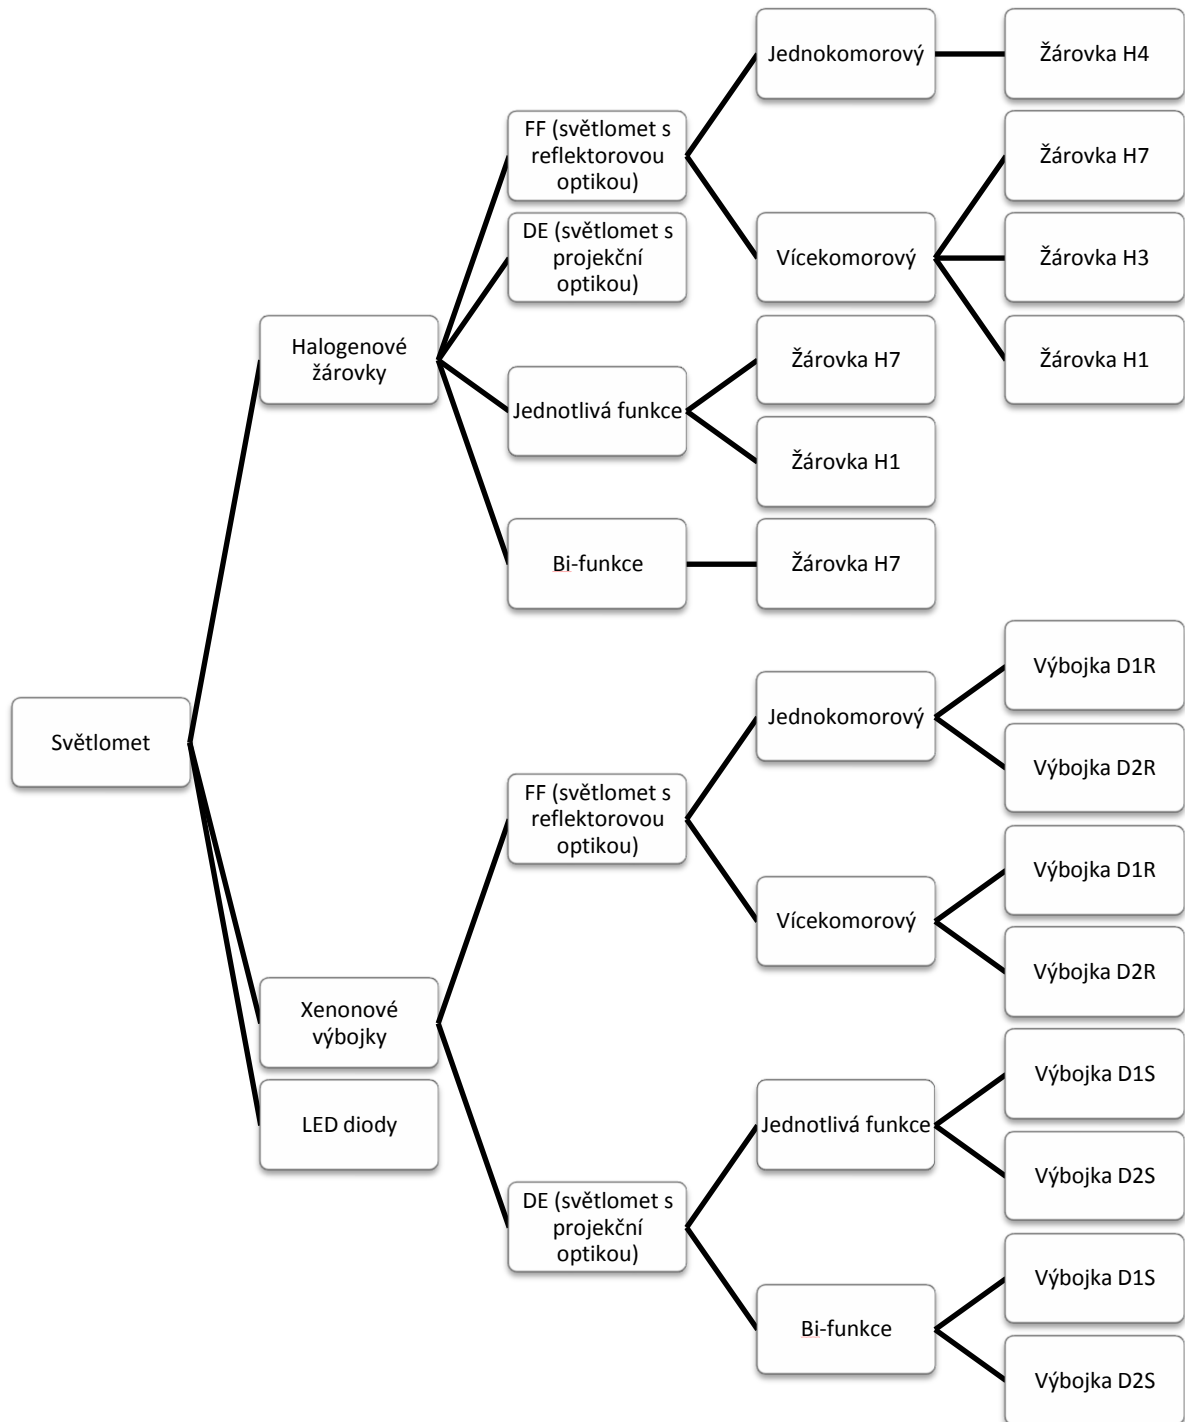 Světlomet
Halogenové
žárovky
FF (světlomet s
reflektorovou
optikou)
Jednokomorový
Žárovka H4
Vícekomorový
Žárovka H7
Žárovka H3
Žárovka H1
DE (světlomet s
projekční
optikou)
Jednotlivá funkce
Žárovka H7
Žárovka H1
Bi-funkce
Žárovka H7
Xenonové
výbojky
FF (světlomet s
reflektorovou
optikou)
Jednokomorový
Výbojka D1R
Výbojka D2R
Vícekomorový
Výbojka D1R
Výbojka D2R
DE (světlomet s
projekční
optikou)
Jednotlivá funkce
Výbojka D1S
Výbojka D2S
Bi-funkce
Výbojka D1S
Výbojka D2S
LED diody